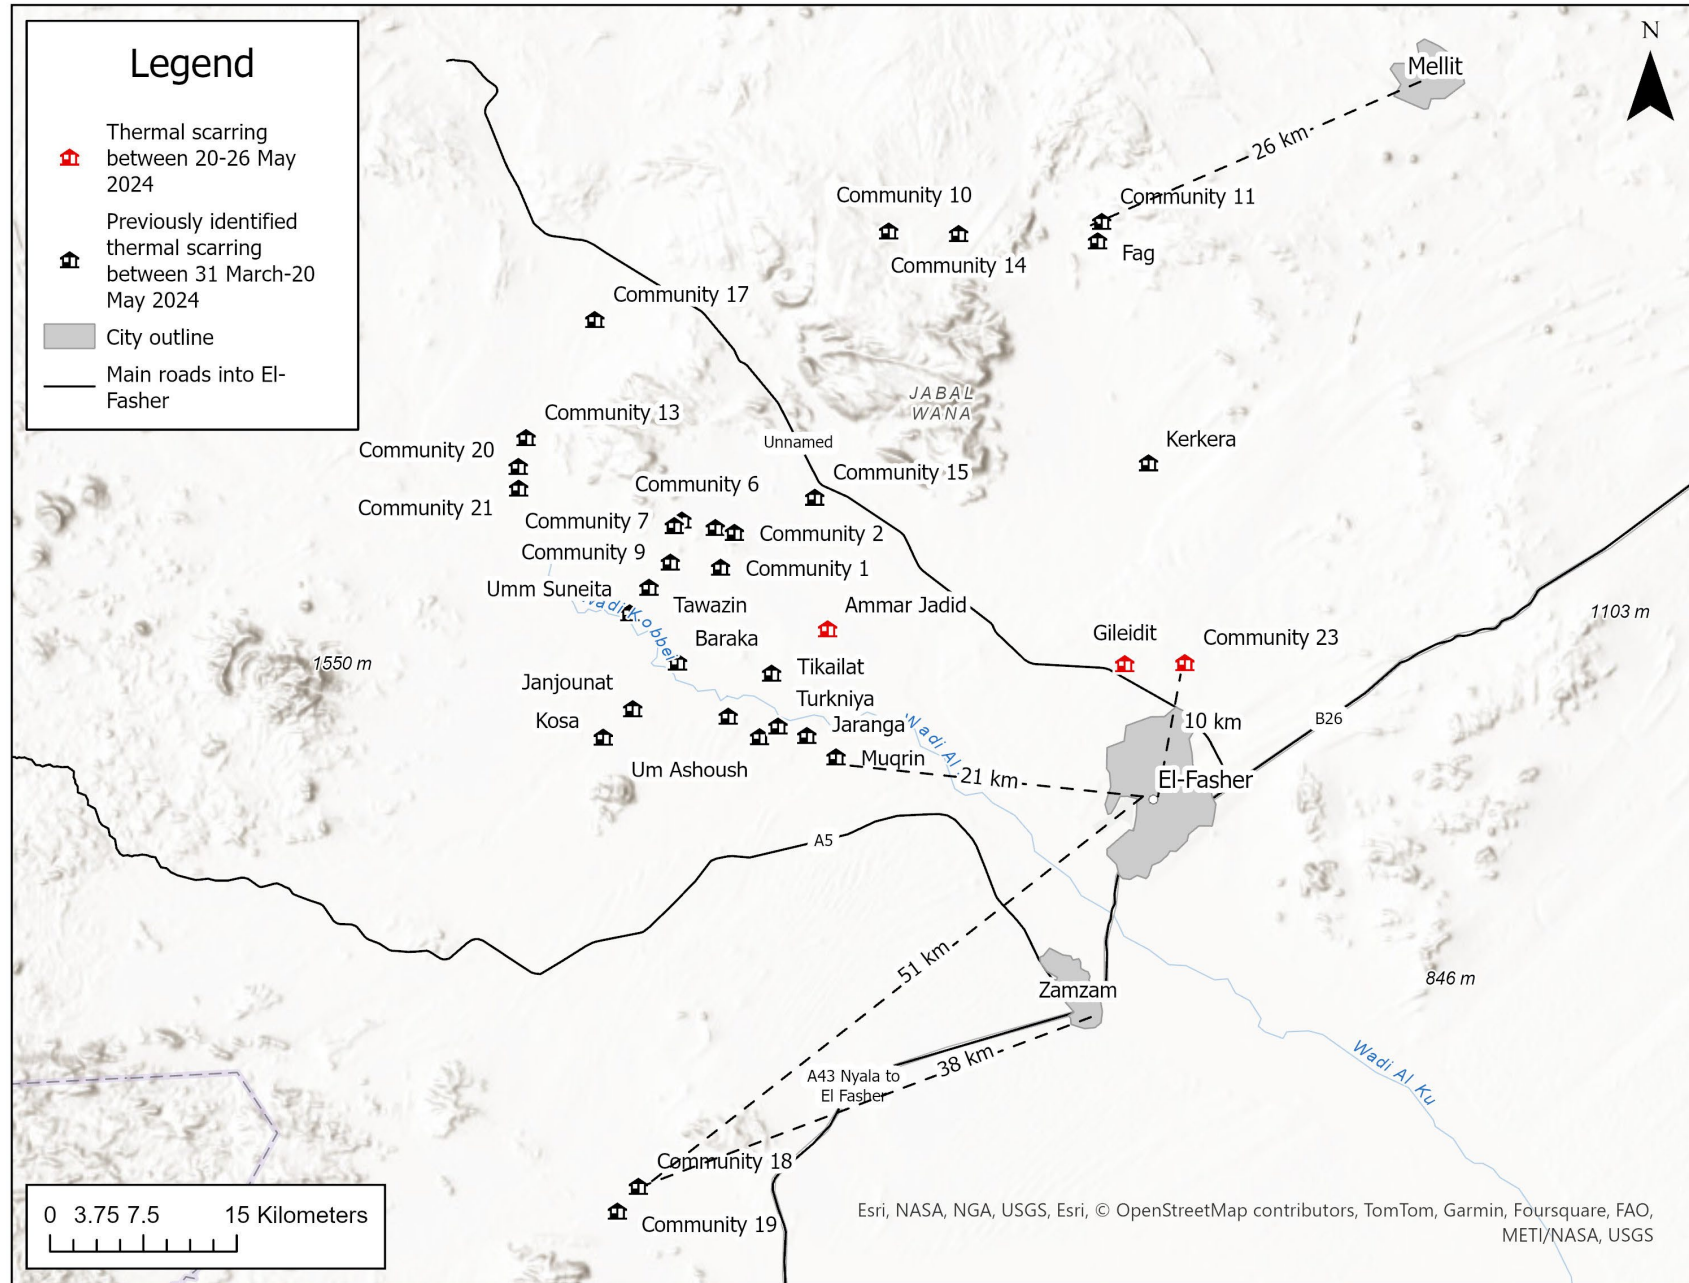 Legend
Thermal scarring
between 20-26 May
2024
Previously identified
thermal scarring
between 31 March-20
May 2024
City outline
Main roads into El-
Fasher
N
Mellit
26 km
Community 10
Community 11
Fag
Community 14
Community 17
JABAL
WANA
Community 13
Unnamed
Kerkera
Community 20
Community 15
Community 6
Community 21
Community 7
Community 2
Community 9
Community 1
Umm Suneita
Tawazin
Ammar Jadid
Wadi Kobbei
1103 m
Baraka
Gileidit
Community 23
1550 m
Tikailat
Janjounat
Turkniya
Kosa
Jaranga
Wadi Al
10 km
B26
Um Ashoush
Muqrin
21 km
El-Fasher
A5
51 km
846 m
Zamzam
38 km
A43 Nyala to
El Fasher
Wadi Al Ku
Community 18
Community 19
0 3.75 7.5 15 Kilometers
Esri, NASA, NGA, USGS, Esri, © OpenStreetMap contributors, TomTom, Garmin, Foursquare, FAO,
METI/NASA, USGS